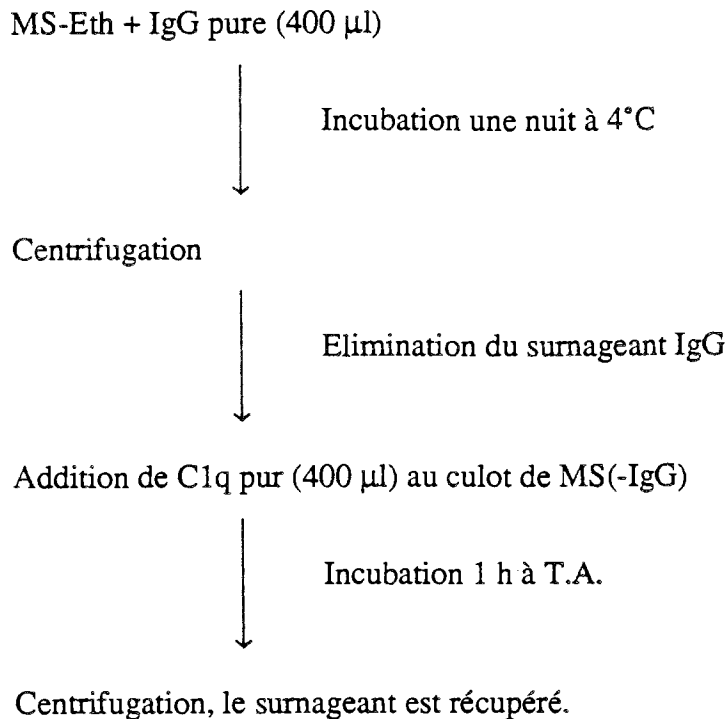 MS-Eth + IgG pure (400 µl)
Incubation une nuit à 4°C
Centrifugation
Elimination du surnageant IgG
Addition de C1q pur (400 µl) au culot de MS(-IgG)
Incubation 1 h à T.A.
Centrifugation, le surnageant est récupéré.